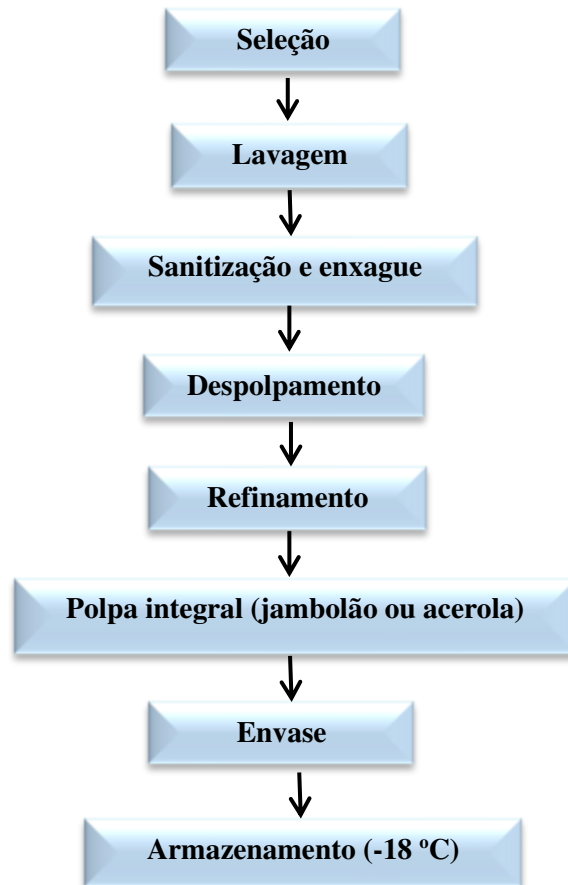 Seleção
Lavagem
Sanitização e enxague
Despolpamento
Refinamento
Polpa integral (jambolão ou acerola)
Envase
Armazenamento (-18 ºC)